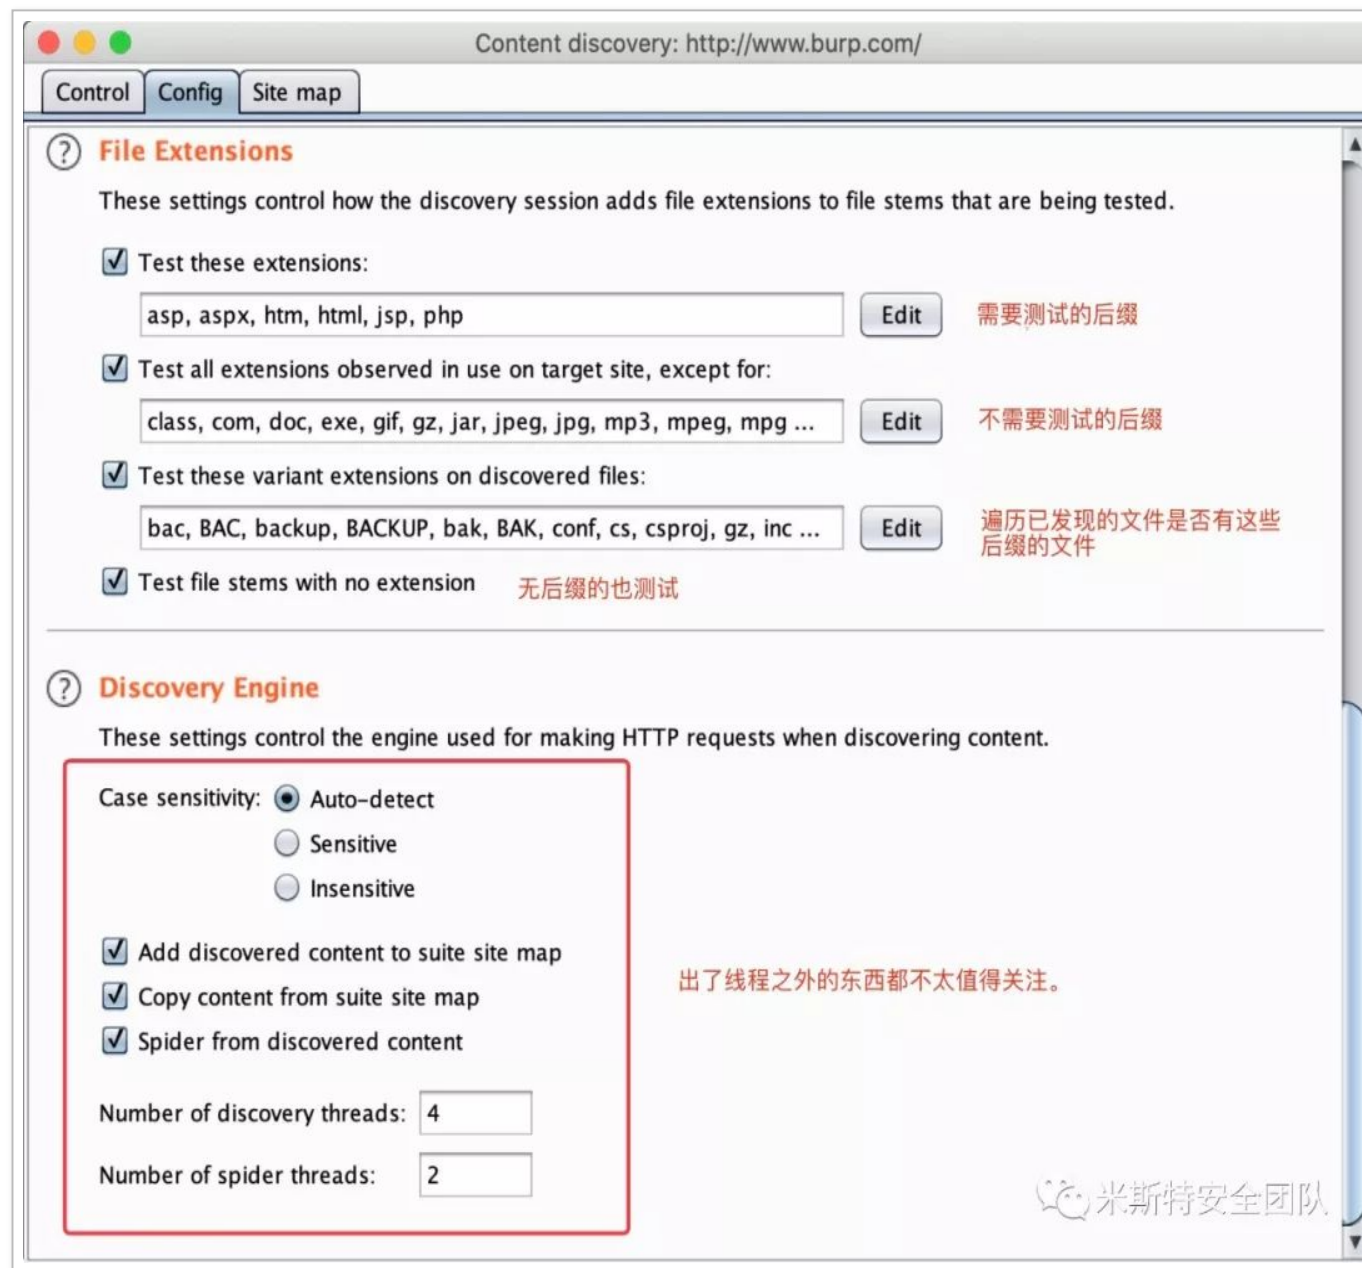 Content discovery: http://www.burp.com/
Control Config Site map
? File Extensions
These settings control how the discovery session adds file extensions to file stems that are being tested.
Test these extensions:
asp, aspx, htm, html, jsp, php Edit 需要测试的后缀
Test all extensions observed in use on target site, except for:
class, com, doc, exe, gif, gz, jar, jpeg, jpg, mp3, mpeg, mpg ... Edit 不需要测试的后缀
Test these variant extensions on discovered files:
bac, BAC, backup, BACKUP, bak, BAK, conf, cs, csproj, gz, inc ... Edit 遍历已发现的文件是否有这些
后缀的文件
Test file stems with no extension 无后缀的也测试
? Discovery Engine
These settings control the engine used for making HTTP requests when discovering content.
Case sensitivity: Auto-detect
Sensitive
Insensitive
Add discovered content to suite site map
出了线程之外的东西都不太值得关注。
Copy content from suite site map
Spider from discovered content
Number of discovery threads: 4
Number of spider threads: 2
米斯特安全团队